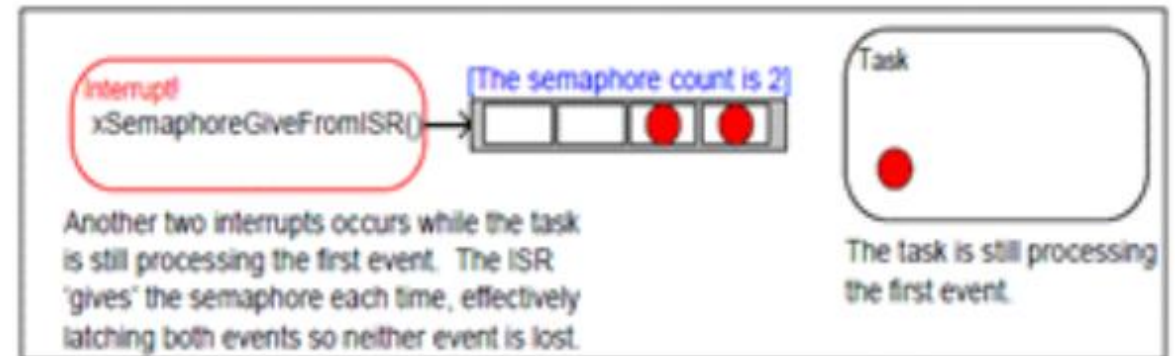 Interrupt!
xSemaphoreGiveFromISR()
[The semaphore count is 2]
Task
Another two interrupts occurs while the task
is still processing the first event. The ISR
'gives' the semaphore each time, effectively
latching both events so neither event is lost.
The task is still processing
the first event.